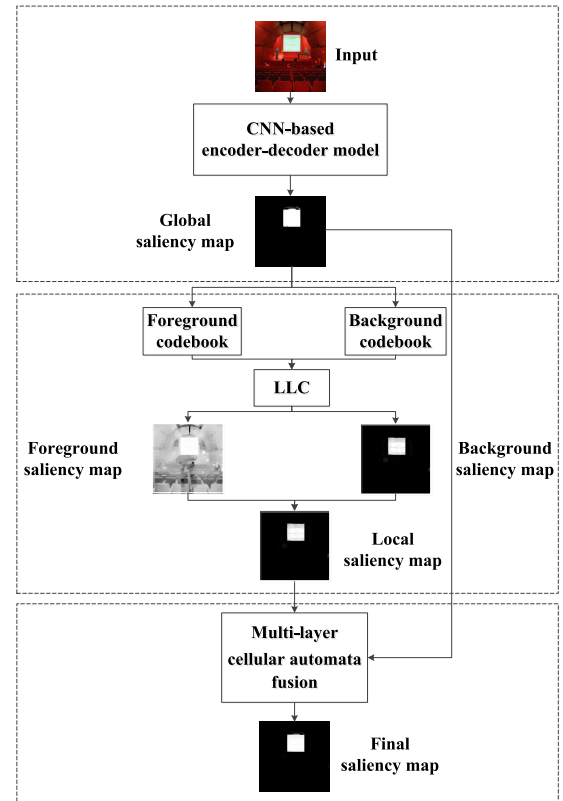 Input
CNN-based
encoder-decoder model
Global
saliency map
Foreground
codebook
Background
codebook
LLC
Foreground
saliency map
Background
saliency map
Local
saliency map
Multi-layer
cellular automata
fusion
Final
saliency map